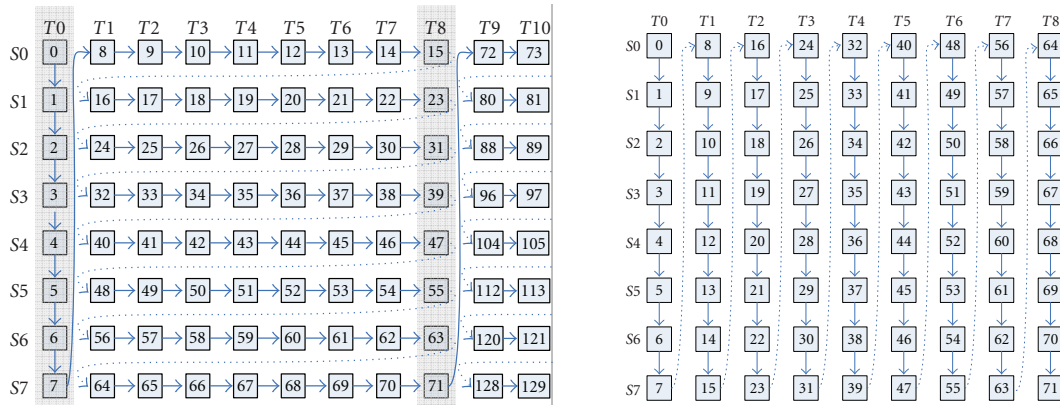 T0 T1 T2 T3 T4 T5 T6 T7 T8 T9 T10
S0 0 8 9 10 11 12 13 14 15 72 73
S1 1 16 17 18 19 20 21 22 23 80 81
S2 2 24 25 26 27 28 29 30 31 88 89
S3 3 32 33 34 35 36 37 38 39 96 97
S4 4 40 41 42 43 44 45 46 47 104 105
S5 5 48 49 50 51 52 53 54 55 112 113
S6 6 56 57 58 59 60 61 62 63 120 121
S7 7 64 65 66 67 68 69 70 71 128 129
T0 T1 T2 T3 T4 T5 T6 T7 T8
S0 0 8 16 24 32 40 48 56 64
S1 1 9 17 25 33 41 49 57 65
S2 2 10 18 26 34 42 50 58 66
S3 3 11 19 27 35 43 51 59 67
S4 4 12 20 28 36 44 52 60 68
S5 5 13 21 29 37 45 53 61 69
S6 6 14 22 30 38 46 54 62 70
S7 7 15 23 31 39 47 55 63 71